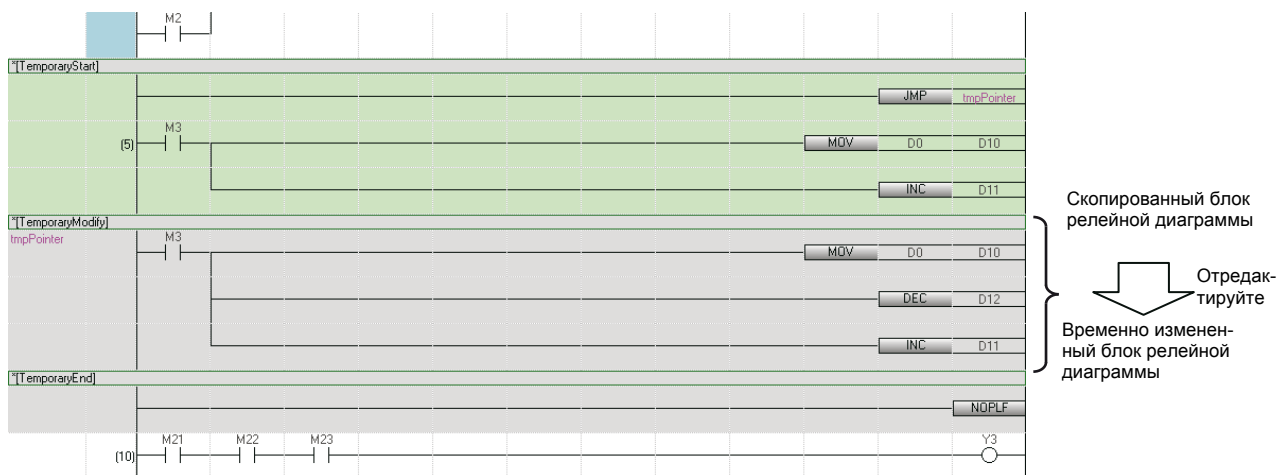 M2
*[TemporaryStart]
JMP tmpPointer
(5) M3 MOV D0 D10
INC D11
*[TemporaryModify]
tmpPointer M3 MOV D0 D10
DEC D12
INC D11
*[TemporaryEnd]
NOPLF
(10) M21 M22 M23 Y3
Скопированный блок
релейной диаграммы
Отредак-
тируйте
Временно изменен-
ный блок релейной
диаграммы